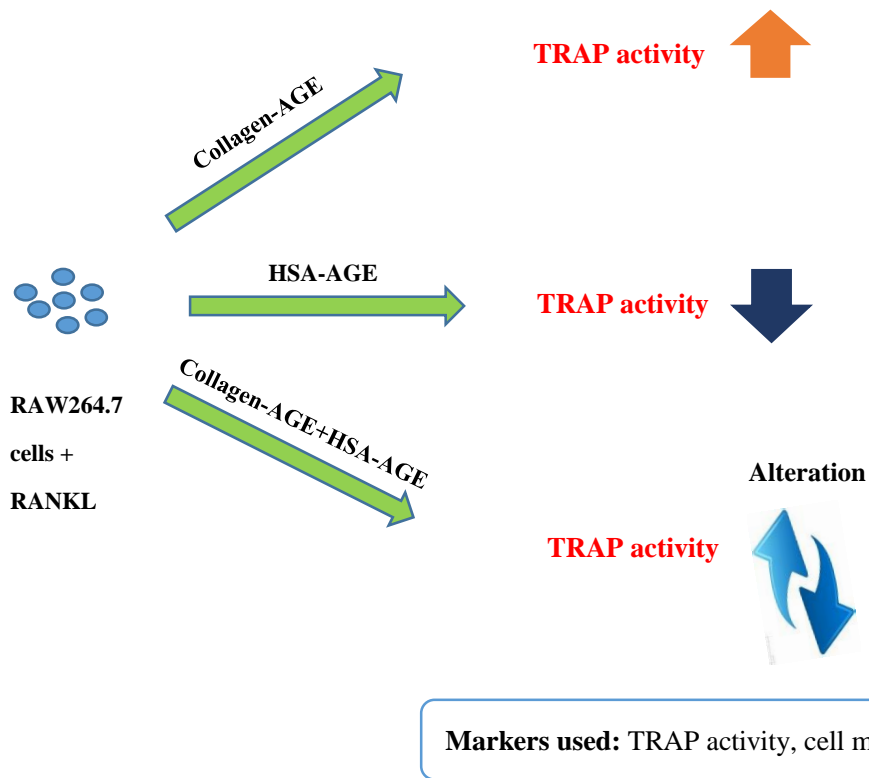 TRAP activity
Collagen-AGE
HSA-AGE
TRAP activity
RAW264.7
cells +
RANKL
Collagen-AGE+HSA-AGE
Alteration
TRAP activity
Markers used: TRAP activity, cell m